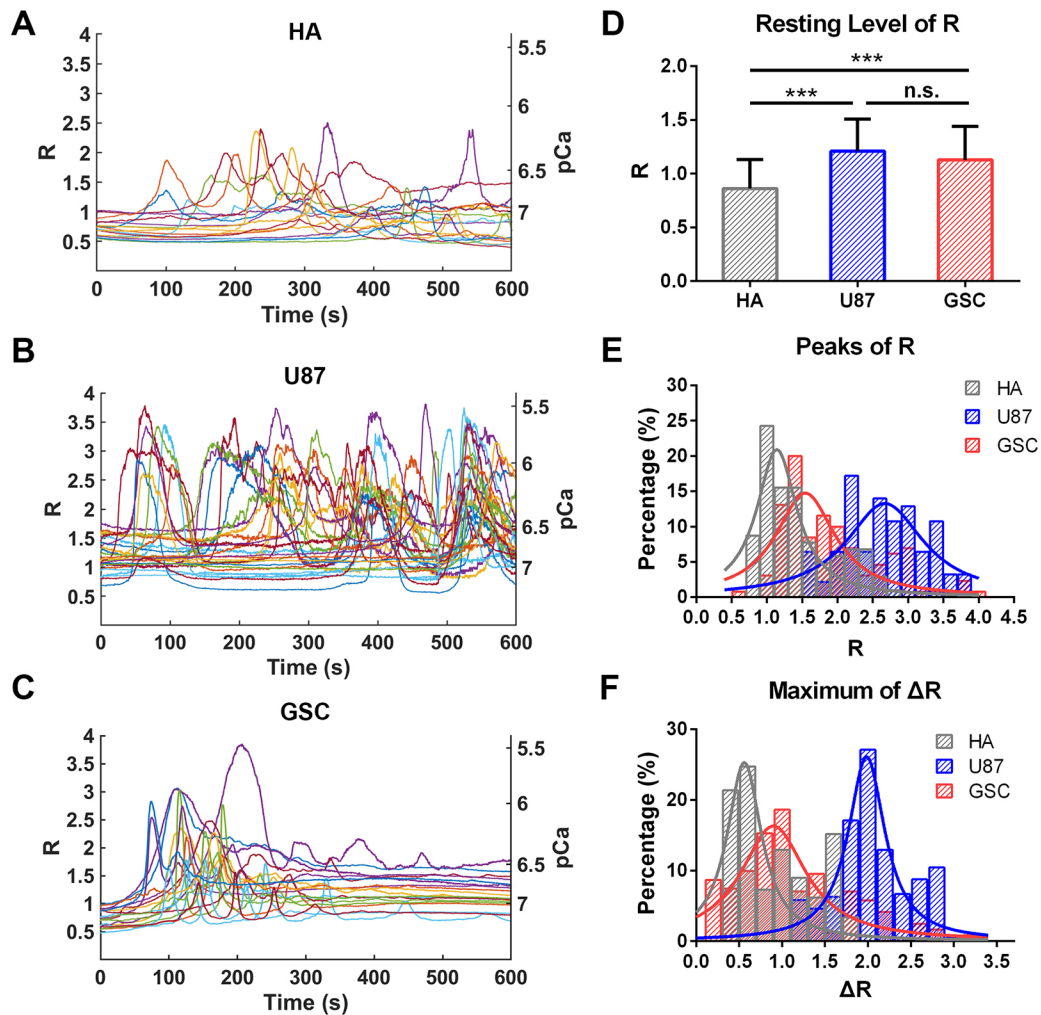 A
HA
R
4
3.5
3
2.5
2
1.5
1
0.5
5.5
6
6.5
7
pCa
0 100 200 300 400 500 600
Time (s)
B
U87
R
4
3.5
3
2.5
2
1.5
1
0.5
5.5
6
6.5
7
pCa
0 100 200 300 400 500 600
Time (s)
C
GSC
R
4
3.5
3
2.5
2
1.5
1
0.5
5.5
6
6.5
7
pCa
0 100 200 300 400 500 600
Time (s)
D
Resting Level of R
R
2.0
1.5
1.0
0.5
0.0
***
*** n.s.
HA U87 GSC
E
Peaks of R
Percentage (%)
30
25
20
15
10
5
0
HA
U87
GSC
0.0 0.5 1.0 1.5 2.0 2.5 3.0 3.5 4.0 4.5
R
F
Maximum of ΔR
Percentage (%)
30
20
10
0
HA
U87
GSC
0.0 0.5 1.0 1.5 2.0 2.5 3.0 3.5
ΔR